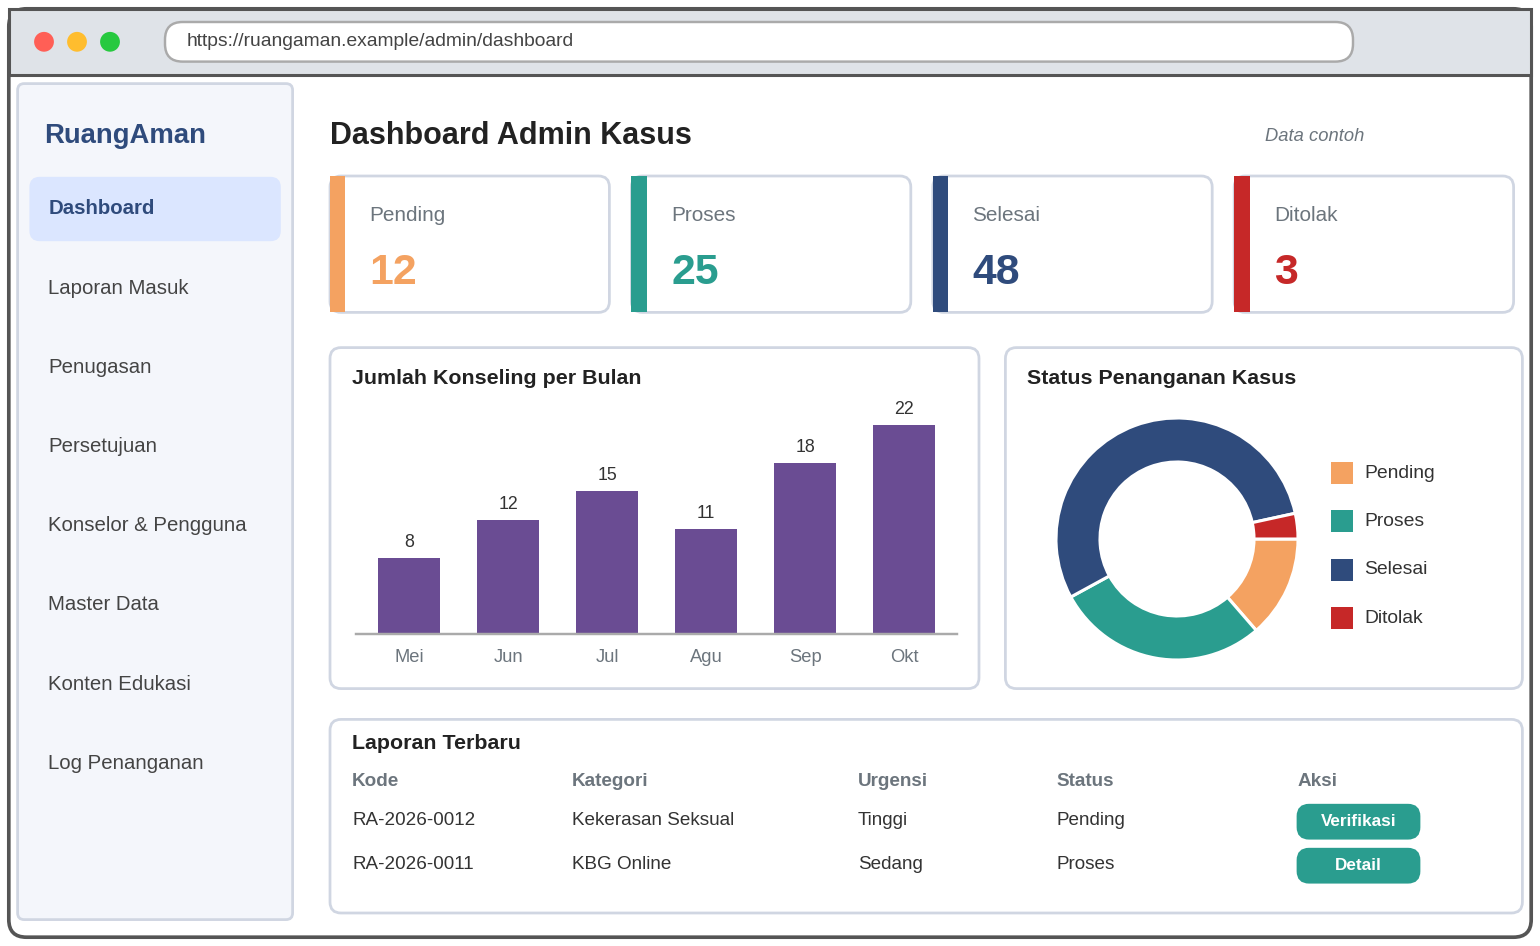 https://ruangaman.example/admin/dashboard
RuangAman
Dashboard
Laporan Masuk
Penugasan
Persetujuan
Konselor & Pengguna
Master Data
Konten Edukasi
Log Penanganan
Dashboard Admin Kasus
Data contoh
Pending
12
Proses
25
Selesai
48
Ditolak
3
Jumlah Konseling per Bulan
8
12
15
11
18
22
Mei Jun Jul Agu Sep Okt
Status Penanganan Kasus
Pending
Proses
Selesai
Ditolak
Laporan Terbaru
Kode Kategori Urgensi Status Aksi
RA-2026-0012 Kekerasan Seksual Tinggi Pending Verifikasi
RA-2026-0011 KBG Online Sedang Proses Detail